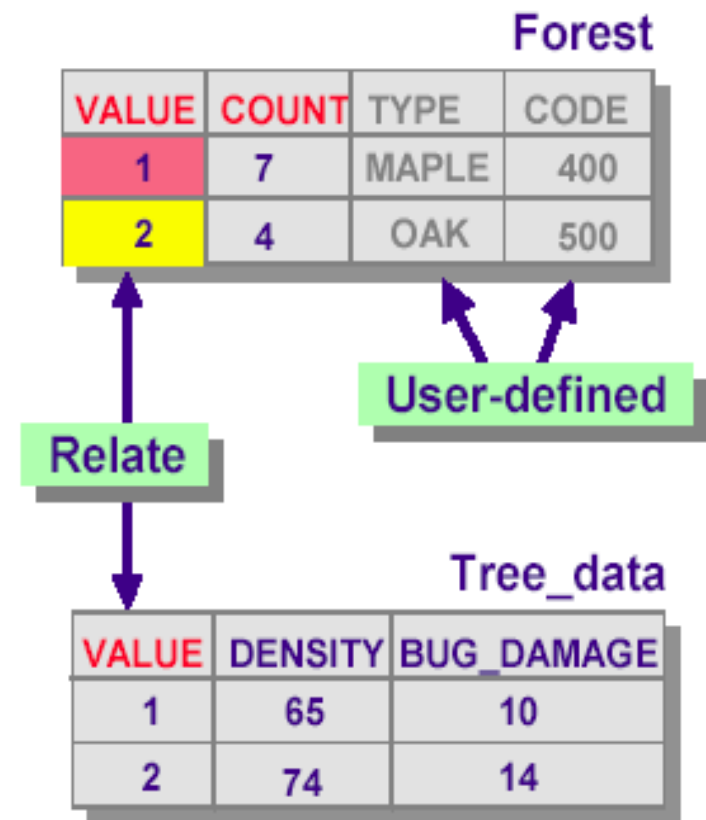 Forest
VALUE COUNT TYPE CODE
1 7 MAPLE 400
2 4 OAK 500
User-defined
Relate
Tree_data
VALUE DENSITY BUG_DAMAGE
1 65 10
2 74 14